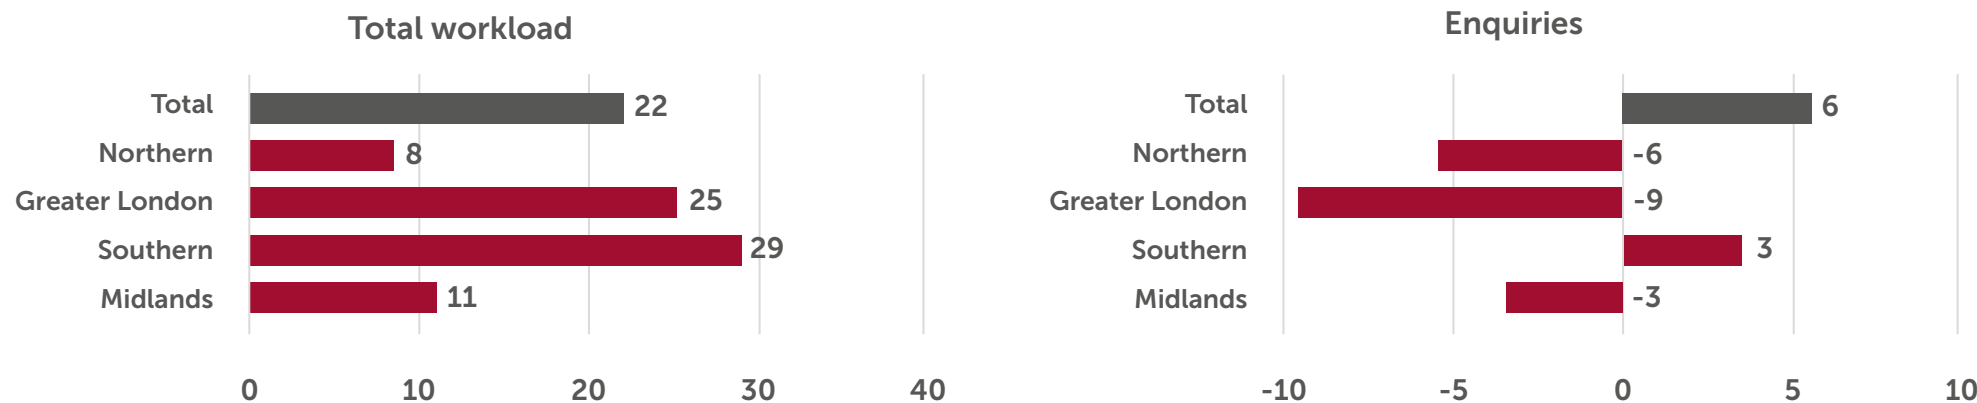 Total workload
Total 22
Northern 8
Greater London 25
Southern 29
Midlands 11
0 10 20 30 40
Enquiries
Total 6
Northern -6
Greater London -9
Southern 3
Midlands -3
-10 -5 0 5 10